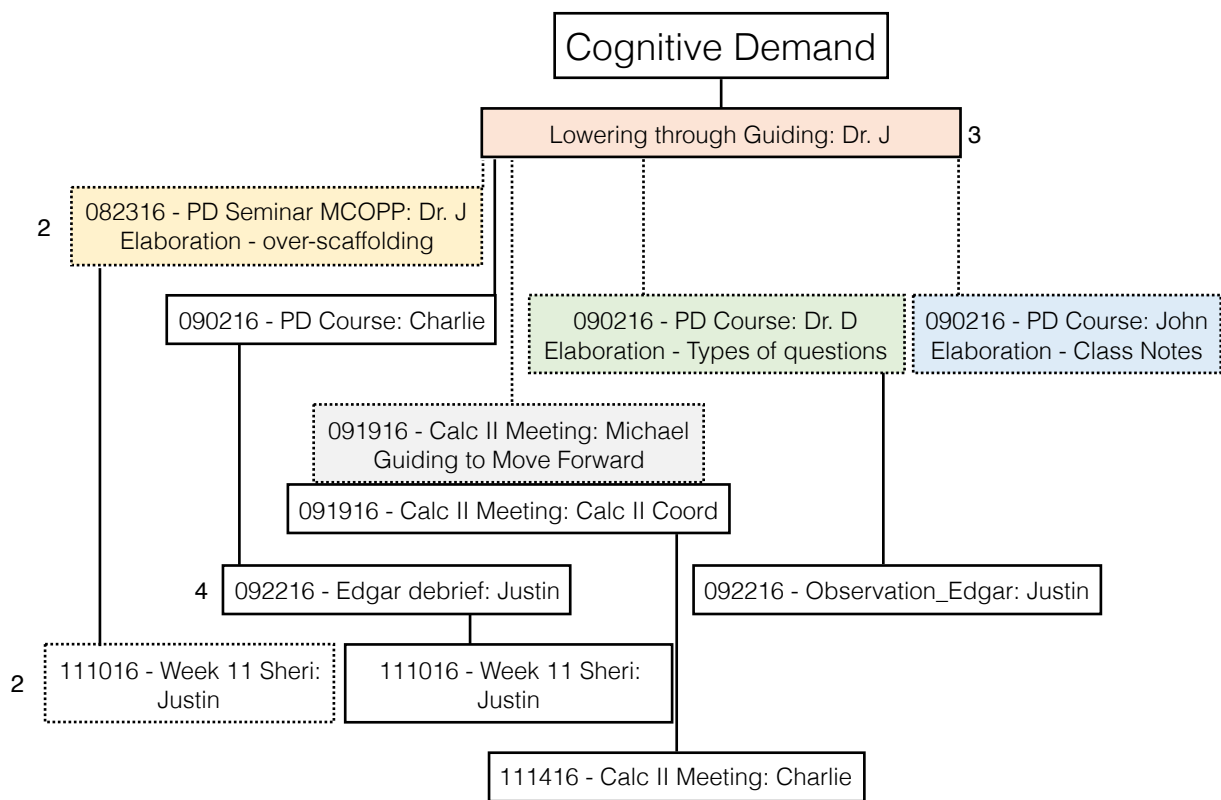 Cognitive Demand
Lowering through Guiding: Dr. J
3
2
082316 - PD Seminar MCOPP: Dr. J
Elaboration - over-scaffolding
090216 - PD Course: Charlie
090216 - PD Course: Dr. D
Elaboration - Types of questions
090216 - PD Course: John
Elaboration - Class Notes
091916 - Calc II Meeting: Michael
Guiding to Move Forward
091916 - Calc II Meeting: Calc II Coord
4
092216 - Edgar debrief: Justin
092216 - Observation_Edgar: Justin
2
111016 - Week 11 Sheri:
Justin
111016 - Week 11 Sheri:
Justin
111416 - Calc II Meeting: Charlie